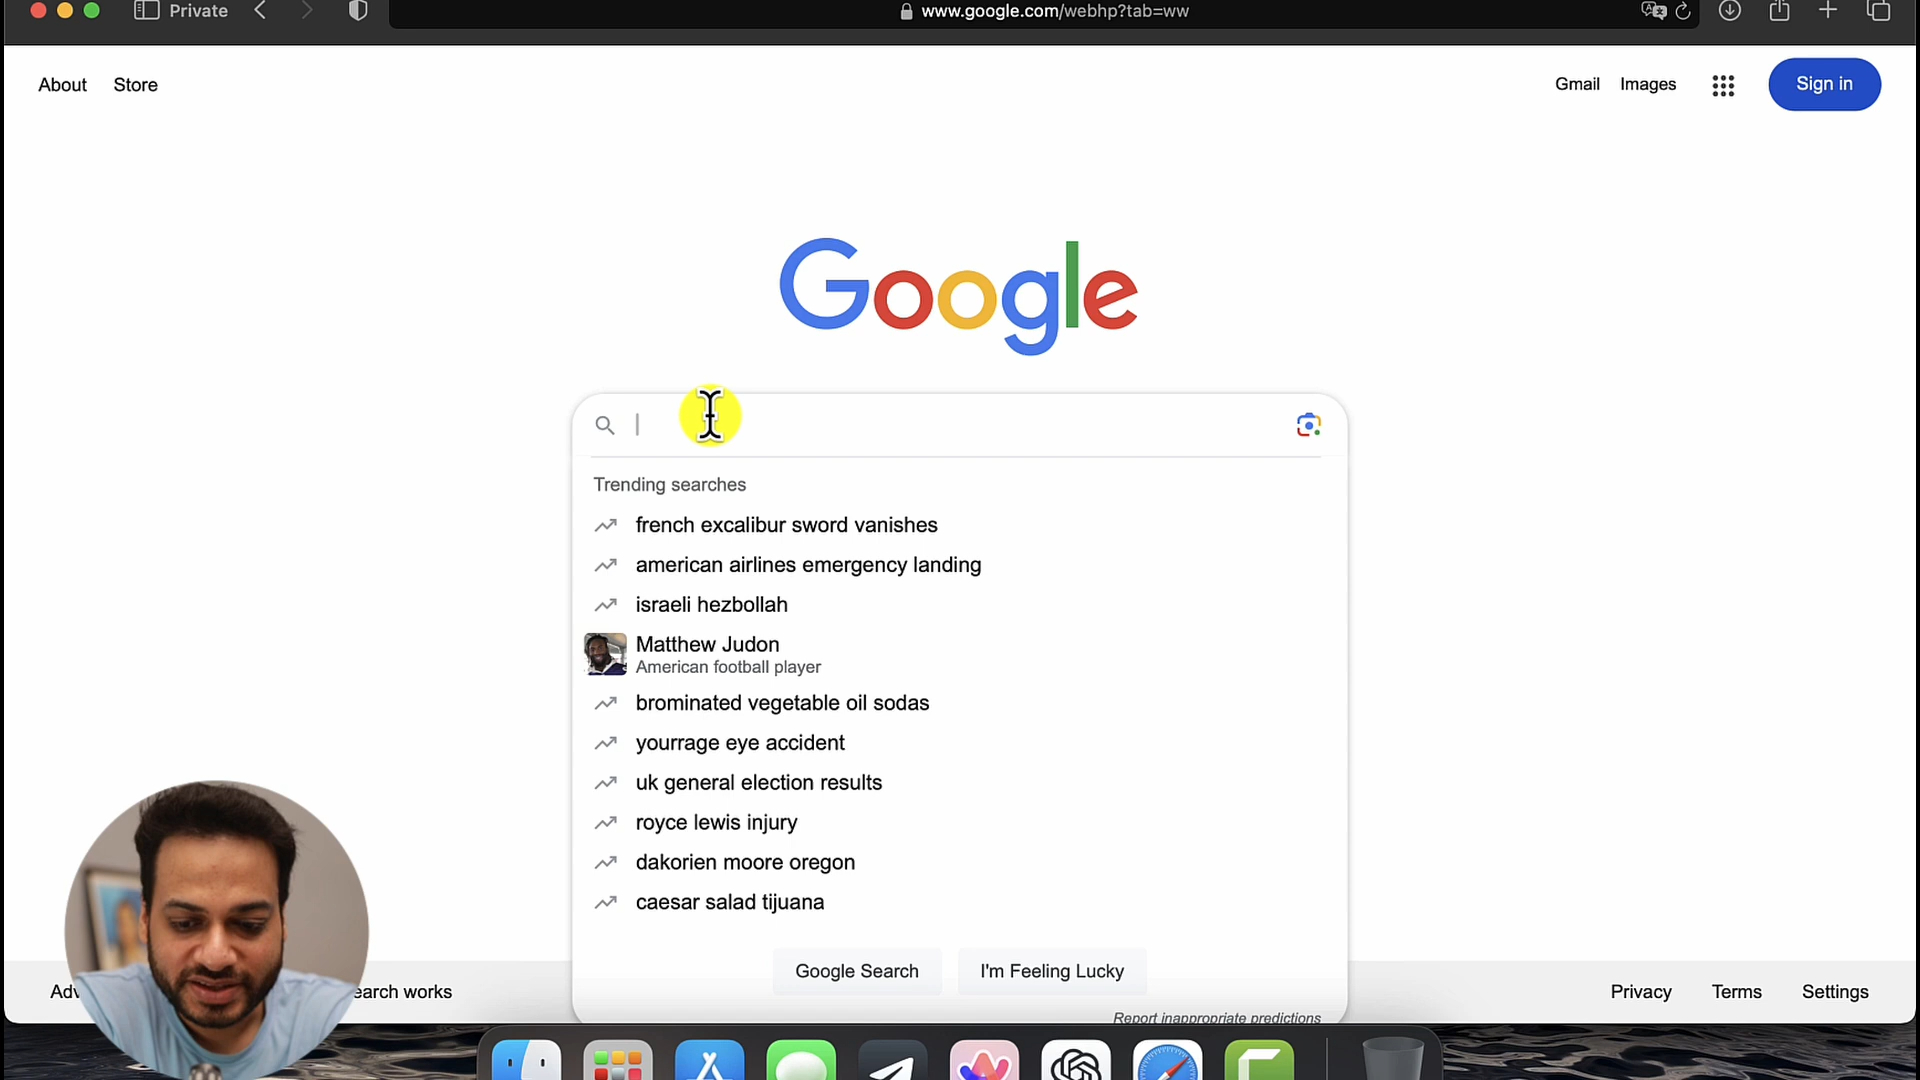 Private
www.google.com/webhp?tab=ww
About Store
Gmail Images Sign in
Google
Trending searches
french excalibur sword vanishes
american airlines emergency landing
israeli hezbollah
Matthew Judon
American football player
brominated vegetable oil sodas
yourrage eye accident
uk general election results
royce lewis injury
dakorien moore oregon
caesar salad tijuana
Google Search I'm Feeling Lucky
Adv earch works
Privacy Terms Settings
Report inappropriate predictions